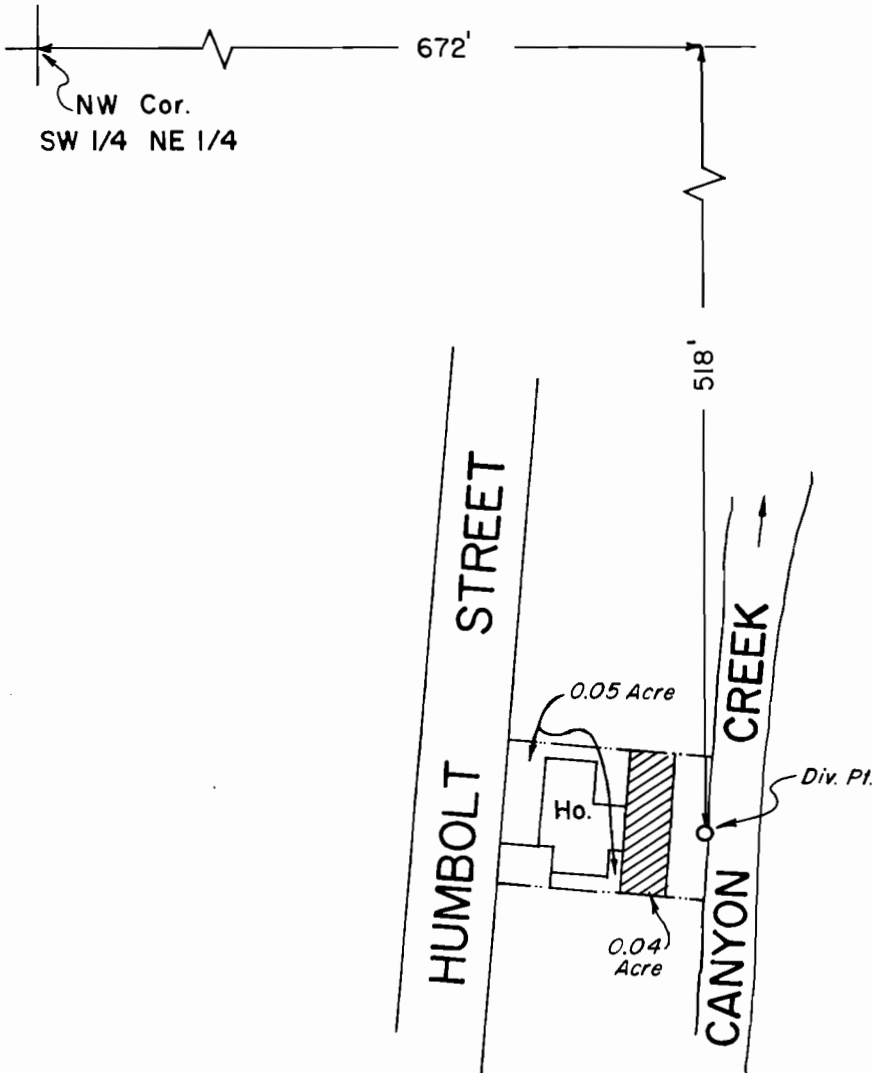 672'
NW Cor.
SW 1/4 NE 1/4
518'
HUMBOLT STREET
CANYON CREEK
0.05 Acre
Ho.
Div. Pt.
0.04
Acre